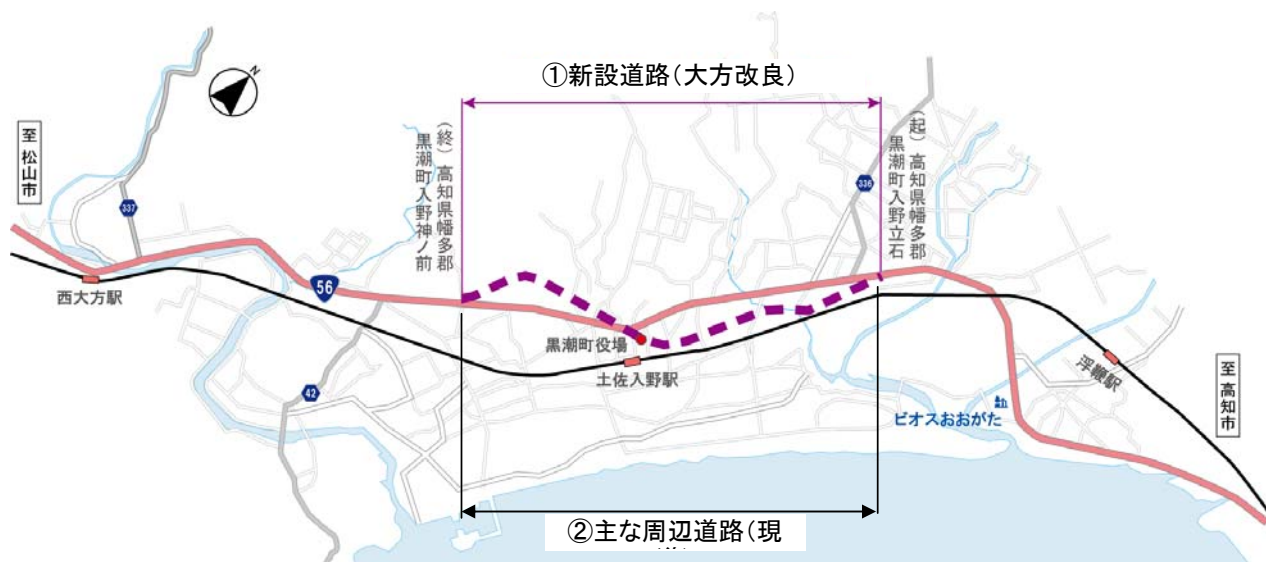 ①新設道路(大方改良)
N
至 松山市
(終)高知県幡多郡
黒潮町入野神ノ前
(起)高知県幡多郡
黒潮町入野立石
337
336
西大方駅
56
黒潮町役場
土佐入野駅
浮鞭駅
至 高知市
42
ビオスおおがた
②主な周辺道路(現